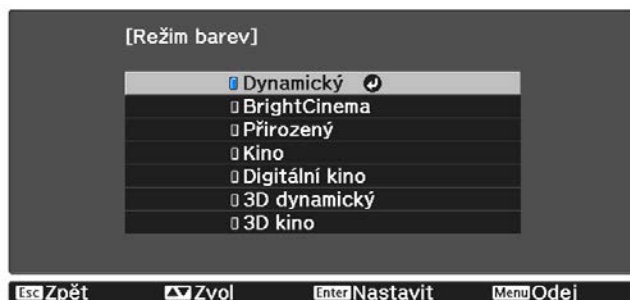 [Režim barev]
Dynamický
BrightCinema
Přirozený
Kino
Digitální kino
3D dynamický
3D kino
Esc Zpět Zvol Enter Nastavit Menu Odej